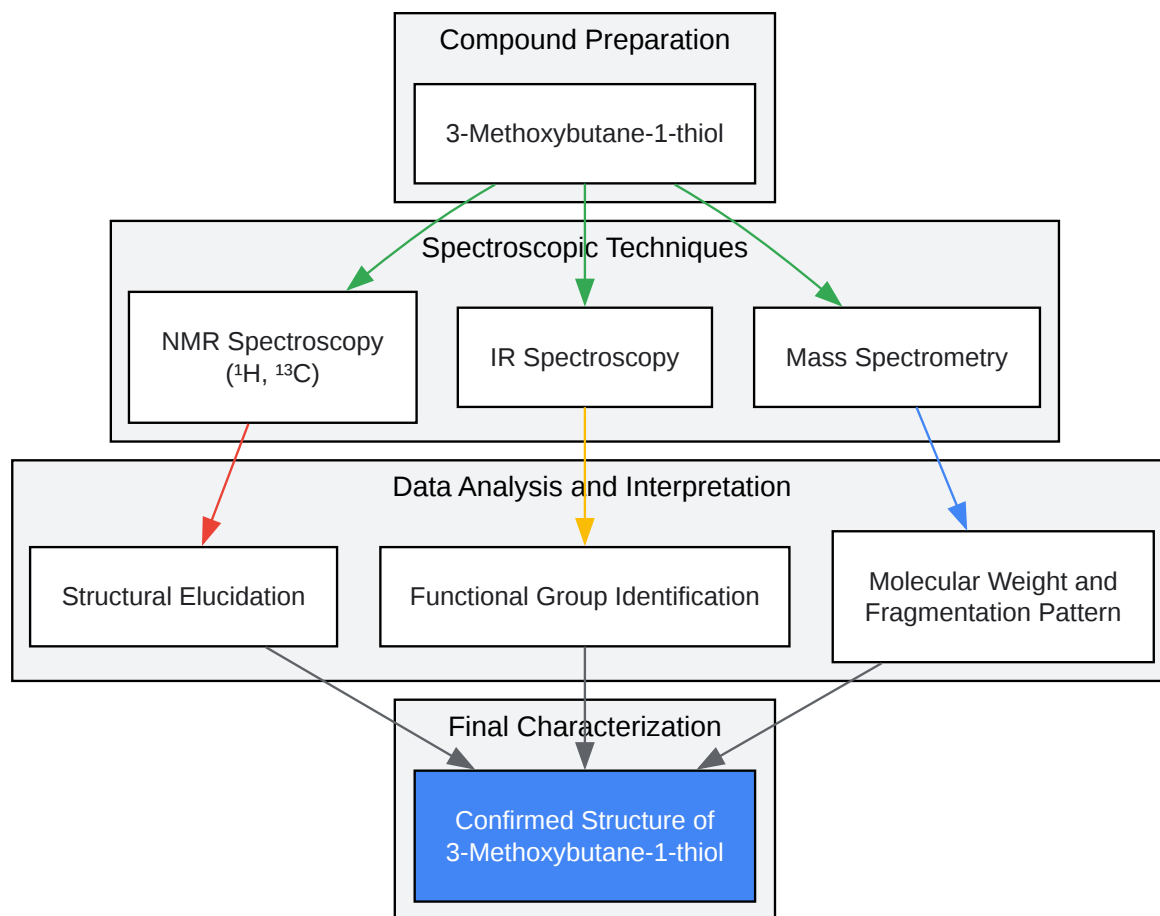 Compound Preparation
3-Methoxybutane-1-thiol
Spectroscopic Techniques
NMR Spectroscopy
(¹H, ¹³C)
IR Spectroscopy
Mass Spectrometry
Data Analysis and Interpretation
Structural Elucidation
Functional Group Identification
Molecular Weight and
Fragmentation Pattern
Final Characterization
Confirmed Structure of
3-Methoxybutane-1-thiol